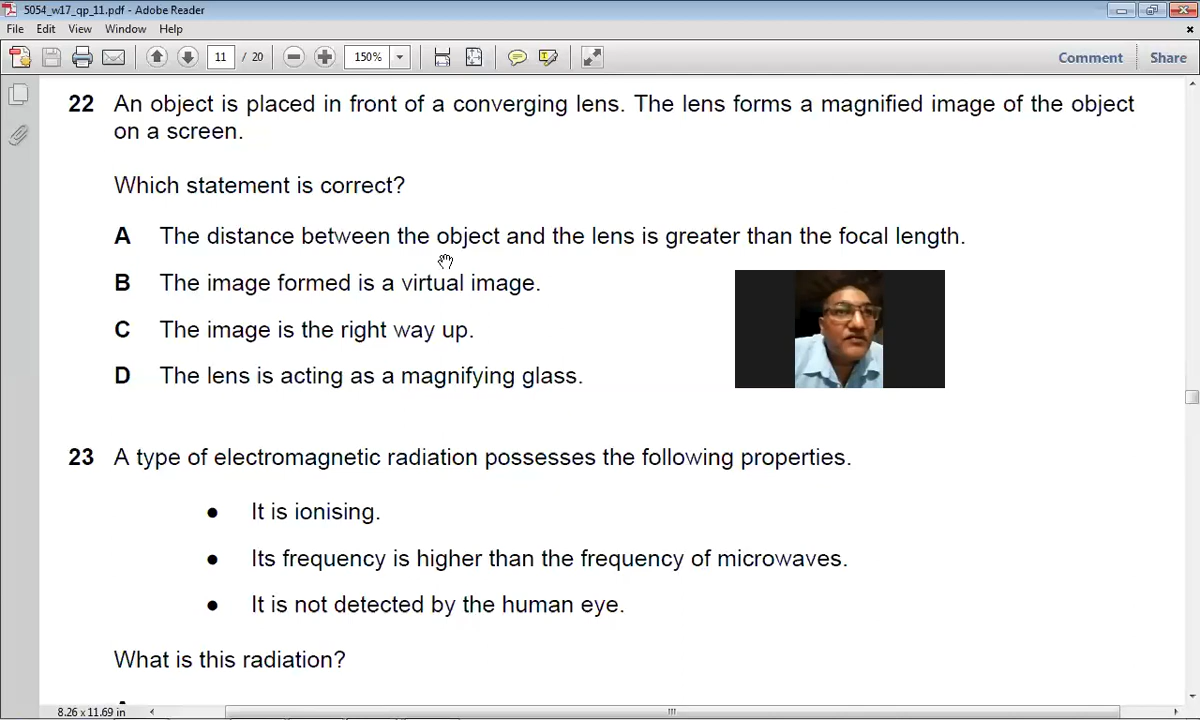 5054_w17_qp_11.pdf - Adobe Reader
File Edit View Window Help
11 / 20 150% Comment Share
22 An object is placed in front of a converging lens. The lens forms a magnified image of the object
on a screen.
Which statement is correct?
A The distance between the object and the lens is greater than the focal length.
B The image formed is a virtual image.
C The image is the right way up.
D The lens is acting as a magnifying glass.
23 A type of electromagnetic radiation possesses the following properties.
● It is ionising.
● Its frequency is higher than the frequency of microwaves.
● It is not detected by the human eye.
What is this radiation?
8.26 x 11.69 in